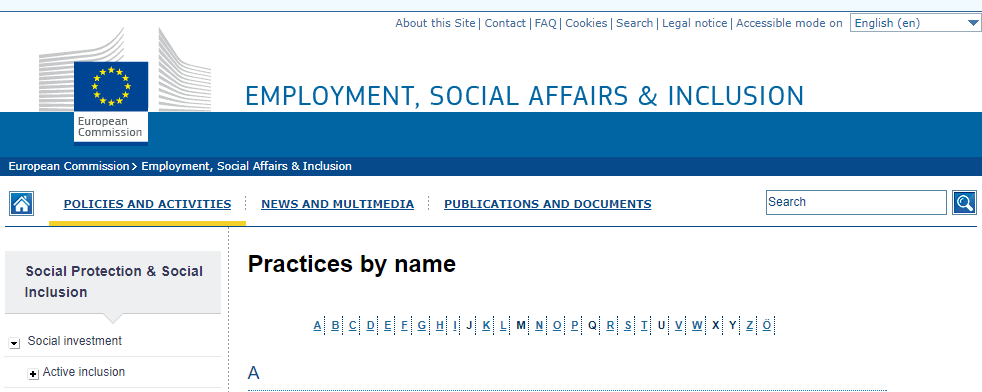 About this Site | Contact | FAQ | Cookies | Search | Legal notice | Accessible mode on English (en)
European
Commission
EMPLOYMENT, SOCIAL AFFAIRS & INCLUSION
European Commission > Employment, Social Affairs & Inclusion
POLICIES AND ACTIVITIES NEWS AND MULTIMEDIA PUBLICATIONS AND DOCUMENTS Search
Social Protection & Social
Inclusion
Social investment
Active inclusion
Practices by name
A B C D E F G H I J K L M N O P Q R S T U V W X Y Z Ö
A